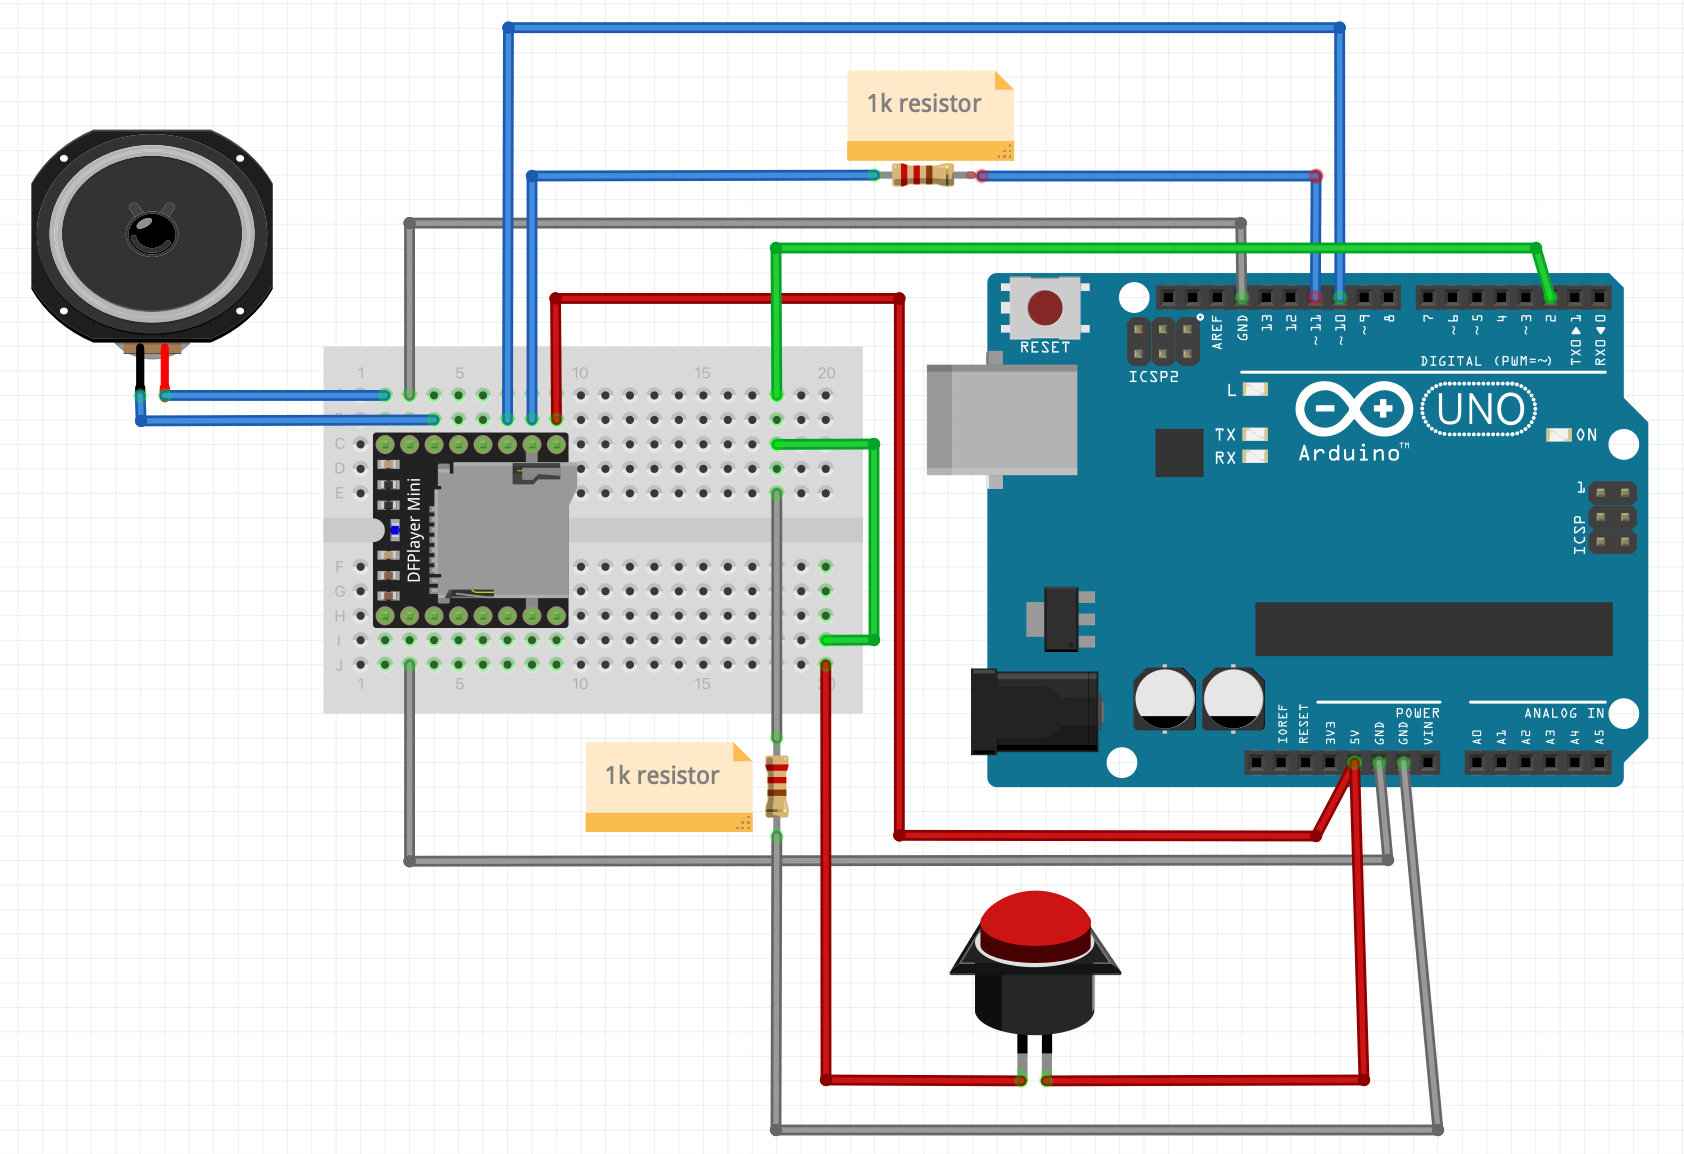 1k resistor
RESET
ICSP2
AREF
GND
13
12
~11
~10
~9
8
7
~6
~5
4
~3
2
TX0▶1
RX0◀0
DIGITAL (PWM=~)
L
TX
RX
UNO
ON
Arduino™
1
ICSP
1 5 10 15 20
C
D
E
F
G
H
I
J
DFPlayer Mini
1 5 10 15 20
1k resistor
POWER
ANALOG IN
IOREF
RESET
3V3
5V
GND
GND
VIN
A0
A1
A2
A3
A4
A5